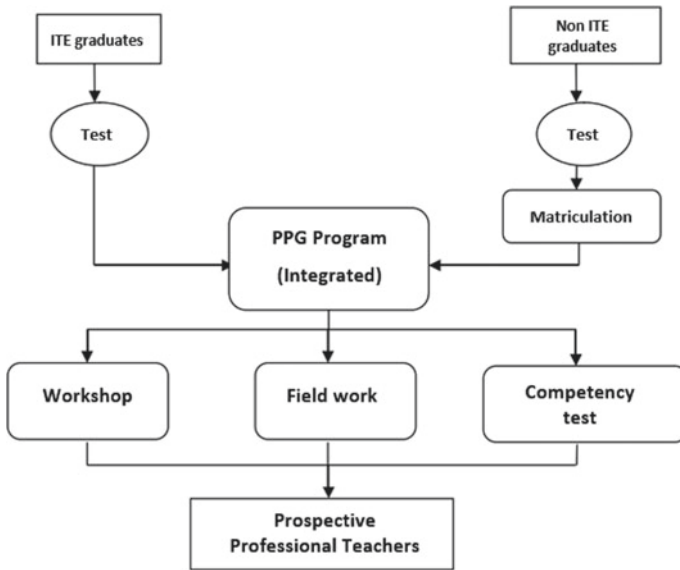 ITE graduates
Non ITE
graduates
Test
Test
Matriculation
PPG Program
(Integrated)
Workshop
Field work
Competency
test
Prospective
Professional Teachers